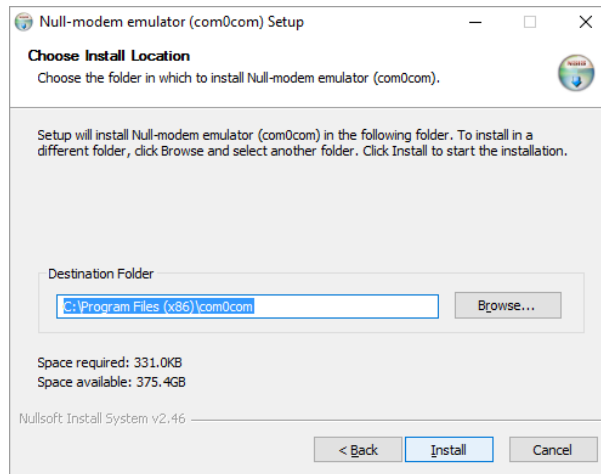 Null-modem emulator (com0com) Setup
Choose Install Location
Choose the folder in which to install Null-modem emulator (com0com).
Setup will install Null-modem emulator (com0com) in the following folder. To install in a
different folder, click Browse and select another folder. Click Install to start the installation.
Destination Folder
C:\Program Files (x86)\com0com
Browse...
Space required: 331.0KB
Space available: 375.4GB
Nullsoft Install System v2.46
< Back
Install
Cancel